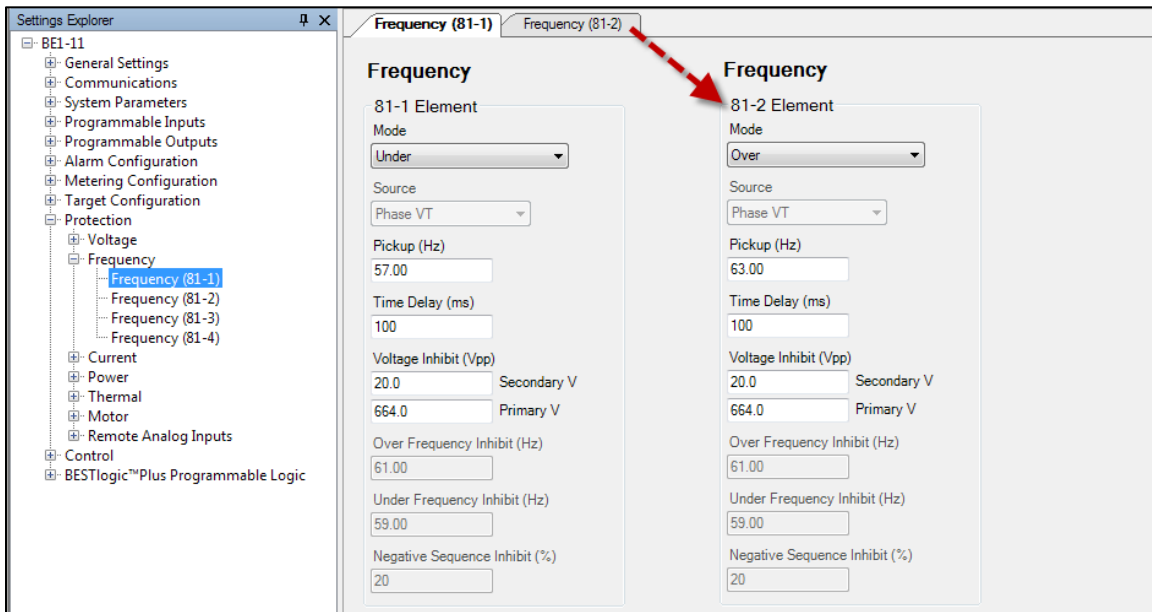 Settings Explorer
BE1-11
General Settings
Communications
System Parameters
Programmable Inputs
Programmable Outputs
Alarm Configuration
Metering Configuration
Target Configuration
Protection
Voltage
Frequency
Frequency (81-1)
Frequency (81-2)
Frequency (81-3)
Frequency (81-4)
Current
Power
Thermal
Motor
Remote Analog Inputs
Control
BESTlogic™Plus Programmable Logic
Frequency (81-1) Frequency (81-2)
Frequency
81-1 Element
Mode
Under
Source
Phase VT
Pickup (Hz)
57.00
Time Delay (ms)
100
Voltage Inhibit (Vpp)
20.0 Secondary V
664.0 Primary V
Over Frequency Inhibit (Hz)
61.00
Under Frequency Inhibit (Hz)
59.00
Negative Sequence Inhibit (%)
20
Frequency
81-2 Element
Mode
Over
Source
Phase VT
Pickup (Hz)
63.00
Time Delay (ms)
100
Voltage Inhibit (Vpp)
20.0 Secondary V
664.0 Primary V
Over Frequency Inhibit (Hz)
61.00
Under Frequency Inhibit (Hz)
59.00
Negative Sequence Inhibit (%)
20